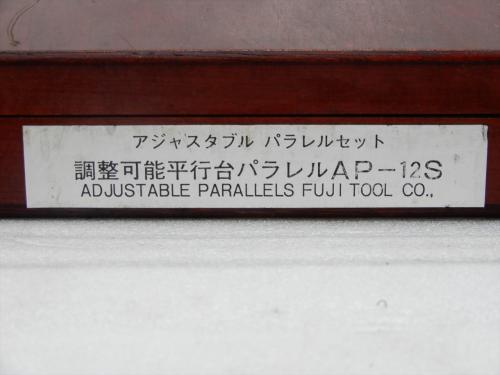 アジャスタブル パラレルセット
調整可能平行台パラレルAP-12S
ADJUSTABLE PARALLELS FUJI TOOL CO.,